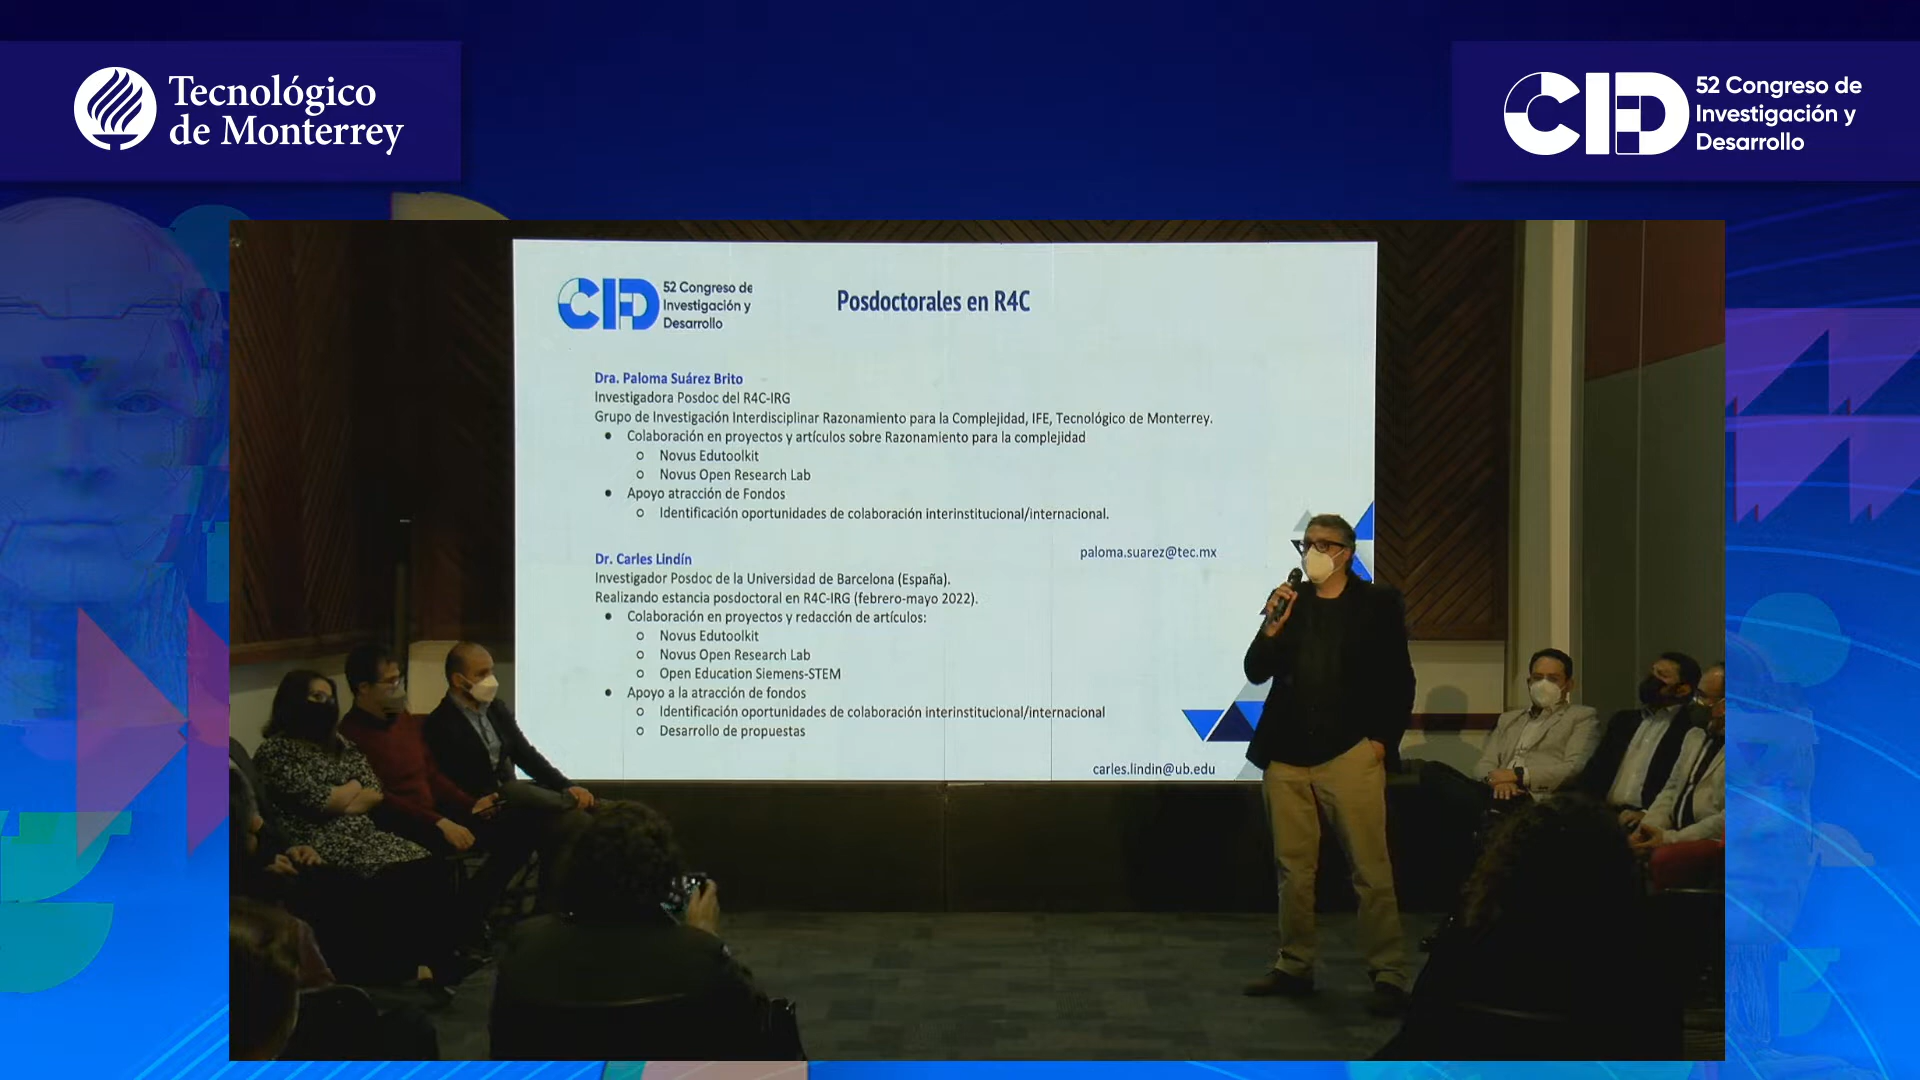 Tecnológico
de Monterrey
CID
52 Congreso de
Investigación y
Desarrollo
CID
52 Congreso de
Investigación y
Desarrollo
Posdoctorales en R4C
Dra. Paloma Suárez Brito
Investigadora Posdoc del R4C-IRG
Grupo de Investigación Interdisciplinar Razonamiento para la Complejidad, IFE, Tecnológico de Monterrey.
● Colaboración en proyectos y artículos sobre Razonamiento para la complejidad
○ Novus Edutoolkit
○ Novus Open Research Lab
● Apoyo atracción de Fondos
○ Identificación oportunidades de colaboración interinstitucional/internacional.
paloma.suarez@tec.mx
Dr. Carles Lindín
Investigador Posdoc de la Universidad de Barcelona (España).
Realizando estancia posdoctoral en R4C-IRG (febrero-mayo 2022).
● Colaboración en proyectos y redacción de artículos:
○ Novus Edutoolkit
○ Novus Open Research Lab
○ Open Education Siemens-STEM
● Apoyo a la atracción de fondos
○ Identificación oportunidades de colaboración interinstitucional/internacional
○ Desarrollo de propuestas
carles.lindin@ub.edu